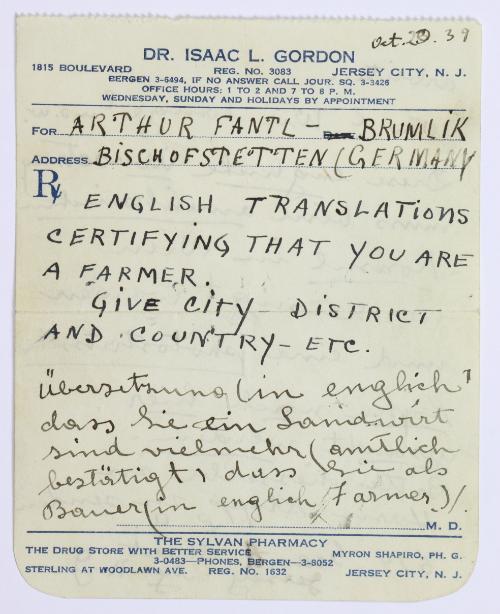 Oct. 29. 39
DR. ISAAC L. GORDON
1815 BOULEVARD REG. NO. 3083 JERSEY CITY, N. J.
BERGEN 3-6494, IF NO ANSWER CALL JOUR. SQ. 3-3426
OFFICE HOURS: 1 TO 2 AND 7 TO 8 P. M.
WEDNESDAY, SUNDAY AND HOLIDAYS BY APPOINTMENT
FOR ARTHUR FANTL - BRUMLIK
ADDRESS BISCHOFSTETTEN (GERMANY
℞ ENGLISH TRANSLATIONS
CERTIFYING THAT YOU ARE
A FARMER.
GIVE CITY - DISTRICT
AND COUNTRY - ETC.
Übersetzung (in englich)
dass Sie ein Landwirt
sind vielmehr (amtlich
bestätigt) dass Sie als
Bauer (in englich Farmer)/.
M. D.
THE SYLVAN PHARMACY
THE DRUG STORE WITH BETTER SERVICE MYRON SHAPIRO, PH. G.
3-0483—PHONES, BERGEN—3-8052
STERLING AT WOODLAWN AVE. REG. NO. 1632 JERSEY CITY, N. J.